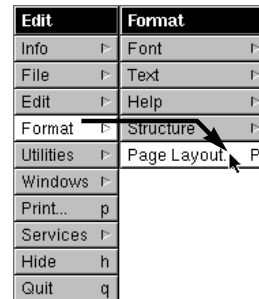 Edit
Info
File
Edit
Format
Utilities
Windows
Print... p
Services
Hide h
Quit q
Format
Font
Text
Help
Structure
Page Layout. P